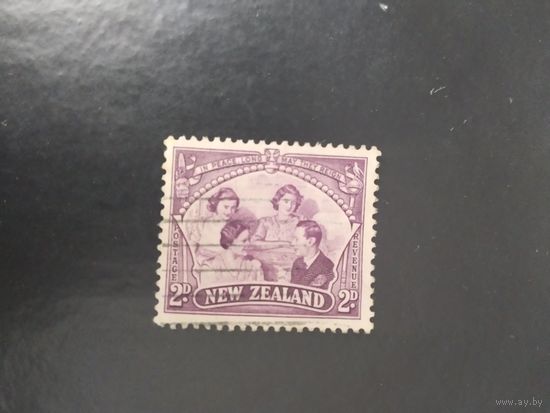 IN PEACE, LONG MAY THEY REIGN
POSTAGE
REVENUE
2D NEW ZEALAND 2D
www.ay.by